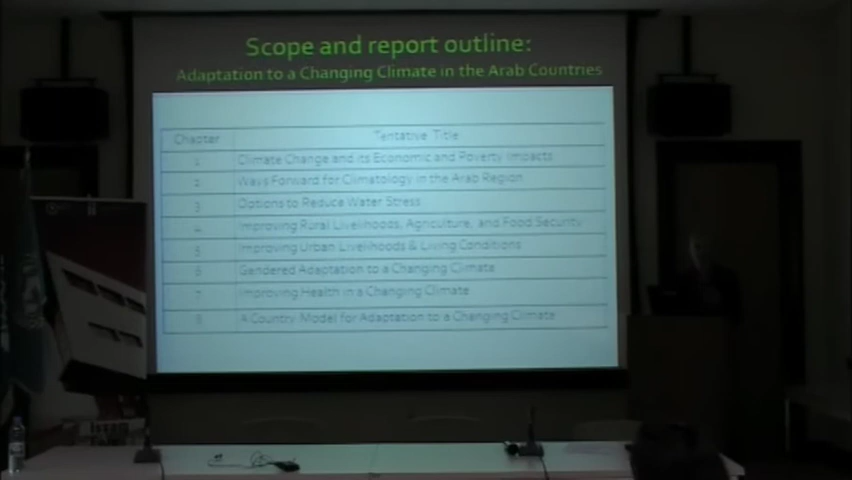 Scope and report outline:
Adaptation to a Changing Climate in the Arab Countries
Chapter Tentative Title
1 Climate Change and its Economic and Poverty Impacts
2 Ways Forward for Climatology in the Arab Region
3 Options to Reduce Water Stress
4 Improving Rural Livelihoods, Agriculture, and Food Security
5 Improving Urban Livelihoods & Living Conditions
6 Gendered Adaptation to a Changing Climate
7 Improving Health in a Changing Climate
8 A Country Model for Adaptation to a Changing Climate